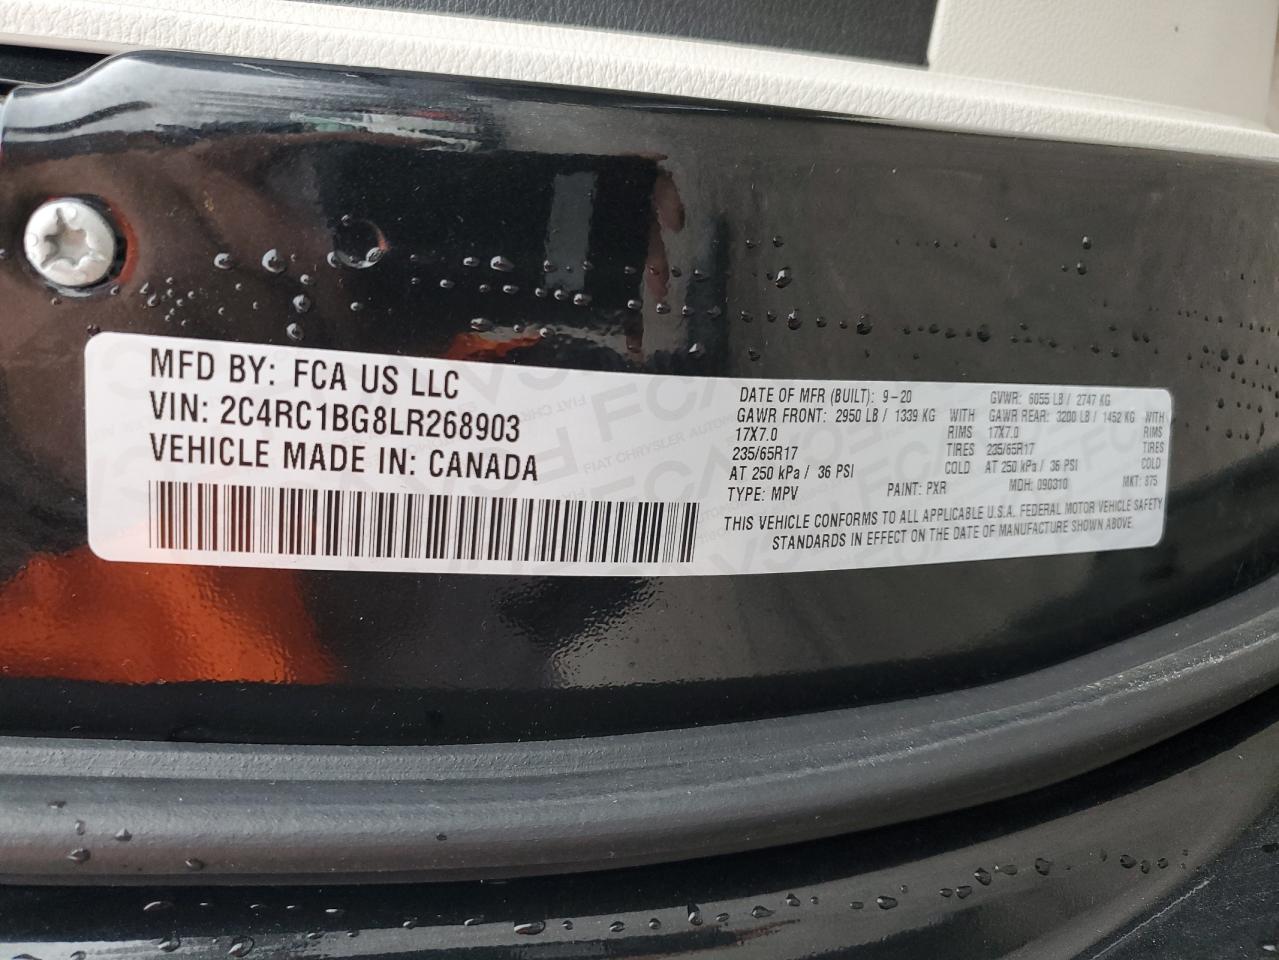 MFD BY: FCA US LLC
VIN: 2C4RC1BG8LR268903
VEHICLE MADE IN: CANADA
DATE OF MFR (BUILT): 9-20 GVWR: 6055 LB / 2747 KG
GAWR FRONT: 2950 LB / 1339 KG WITH GAWR REAR: 3200 LB / 1452 KG WITH
17X7.0 RIMS 17X7.0 RIMS
235/65R17 TIRES 235/65R17 TIRES
AT 250 kPa / 36 PSI COLD AT 250 kPa / 36 PSI COLD
TYPE: MPV PAINT: PXR MDH: 090310 MKT: 875
THIS VEHICLE CONFORMS TO ALL APPLICABLE U.S.A. FEDERAL MOTOR VEHICLE SAFETY
STANDARDS IN EFFECT ON THE DATE OF MANUFACTURE SHOWN ABOVE